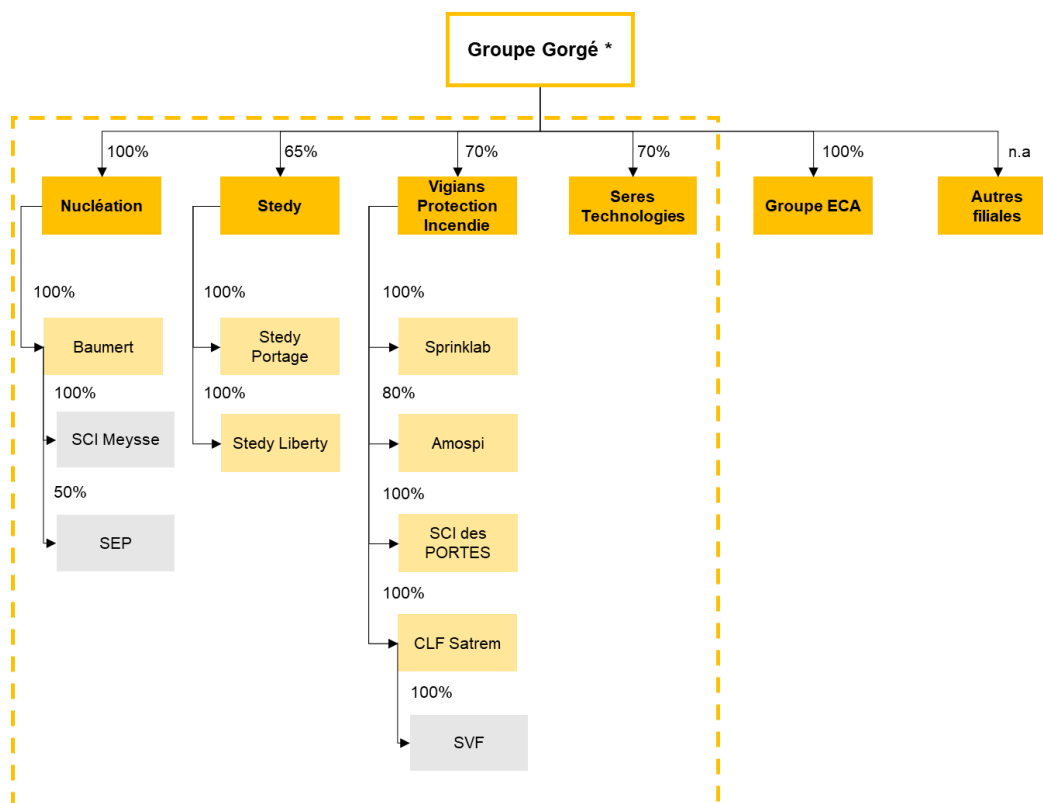 Groupe Gorgé *
100%
65%
70%
70%
100%
n.a
Nucléation
Stedy
Vigians
Protection
Incendie
Seres
Technologies
Groupe ECA
Autres
filiales
100%
100%
100%
Baumert
Stedy
Portage
Sprinklab
100%
100%
80%
SCI Meysse
Stedy Liberty
Amospi
50%
100%
SEP
SCI des
PORTES
100%
CLF Satrem
100%
SVF